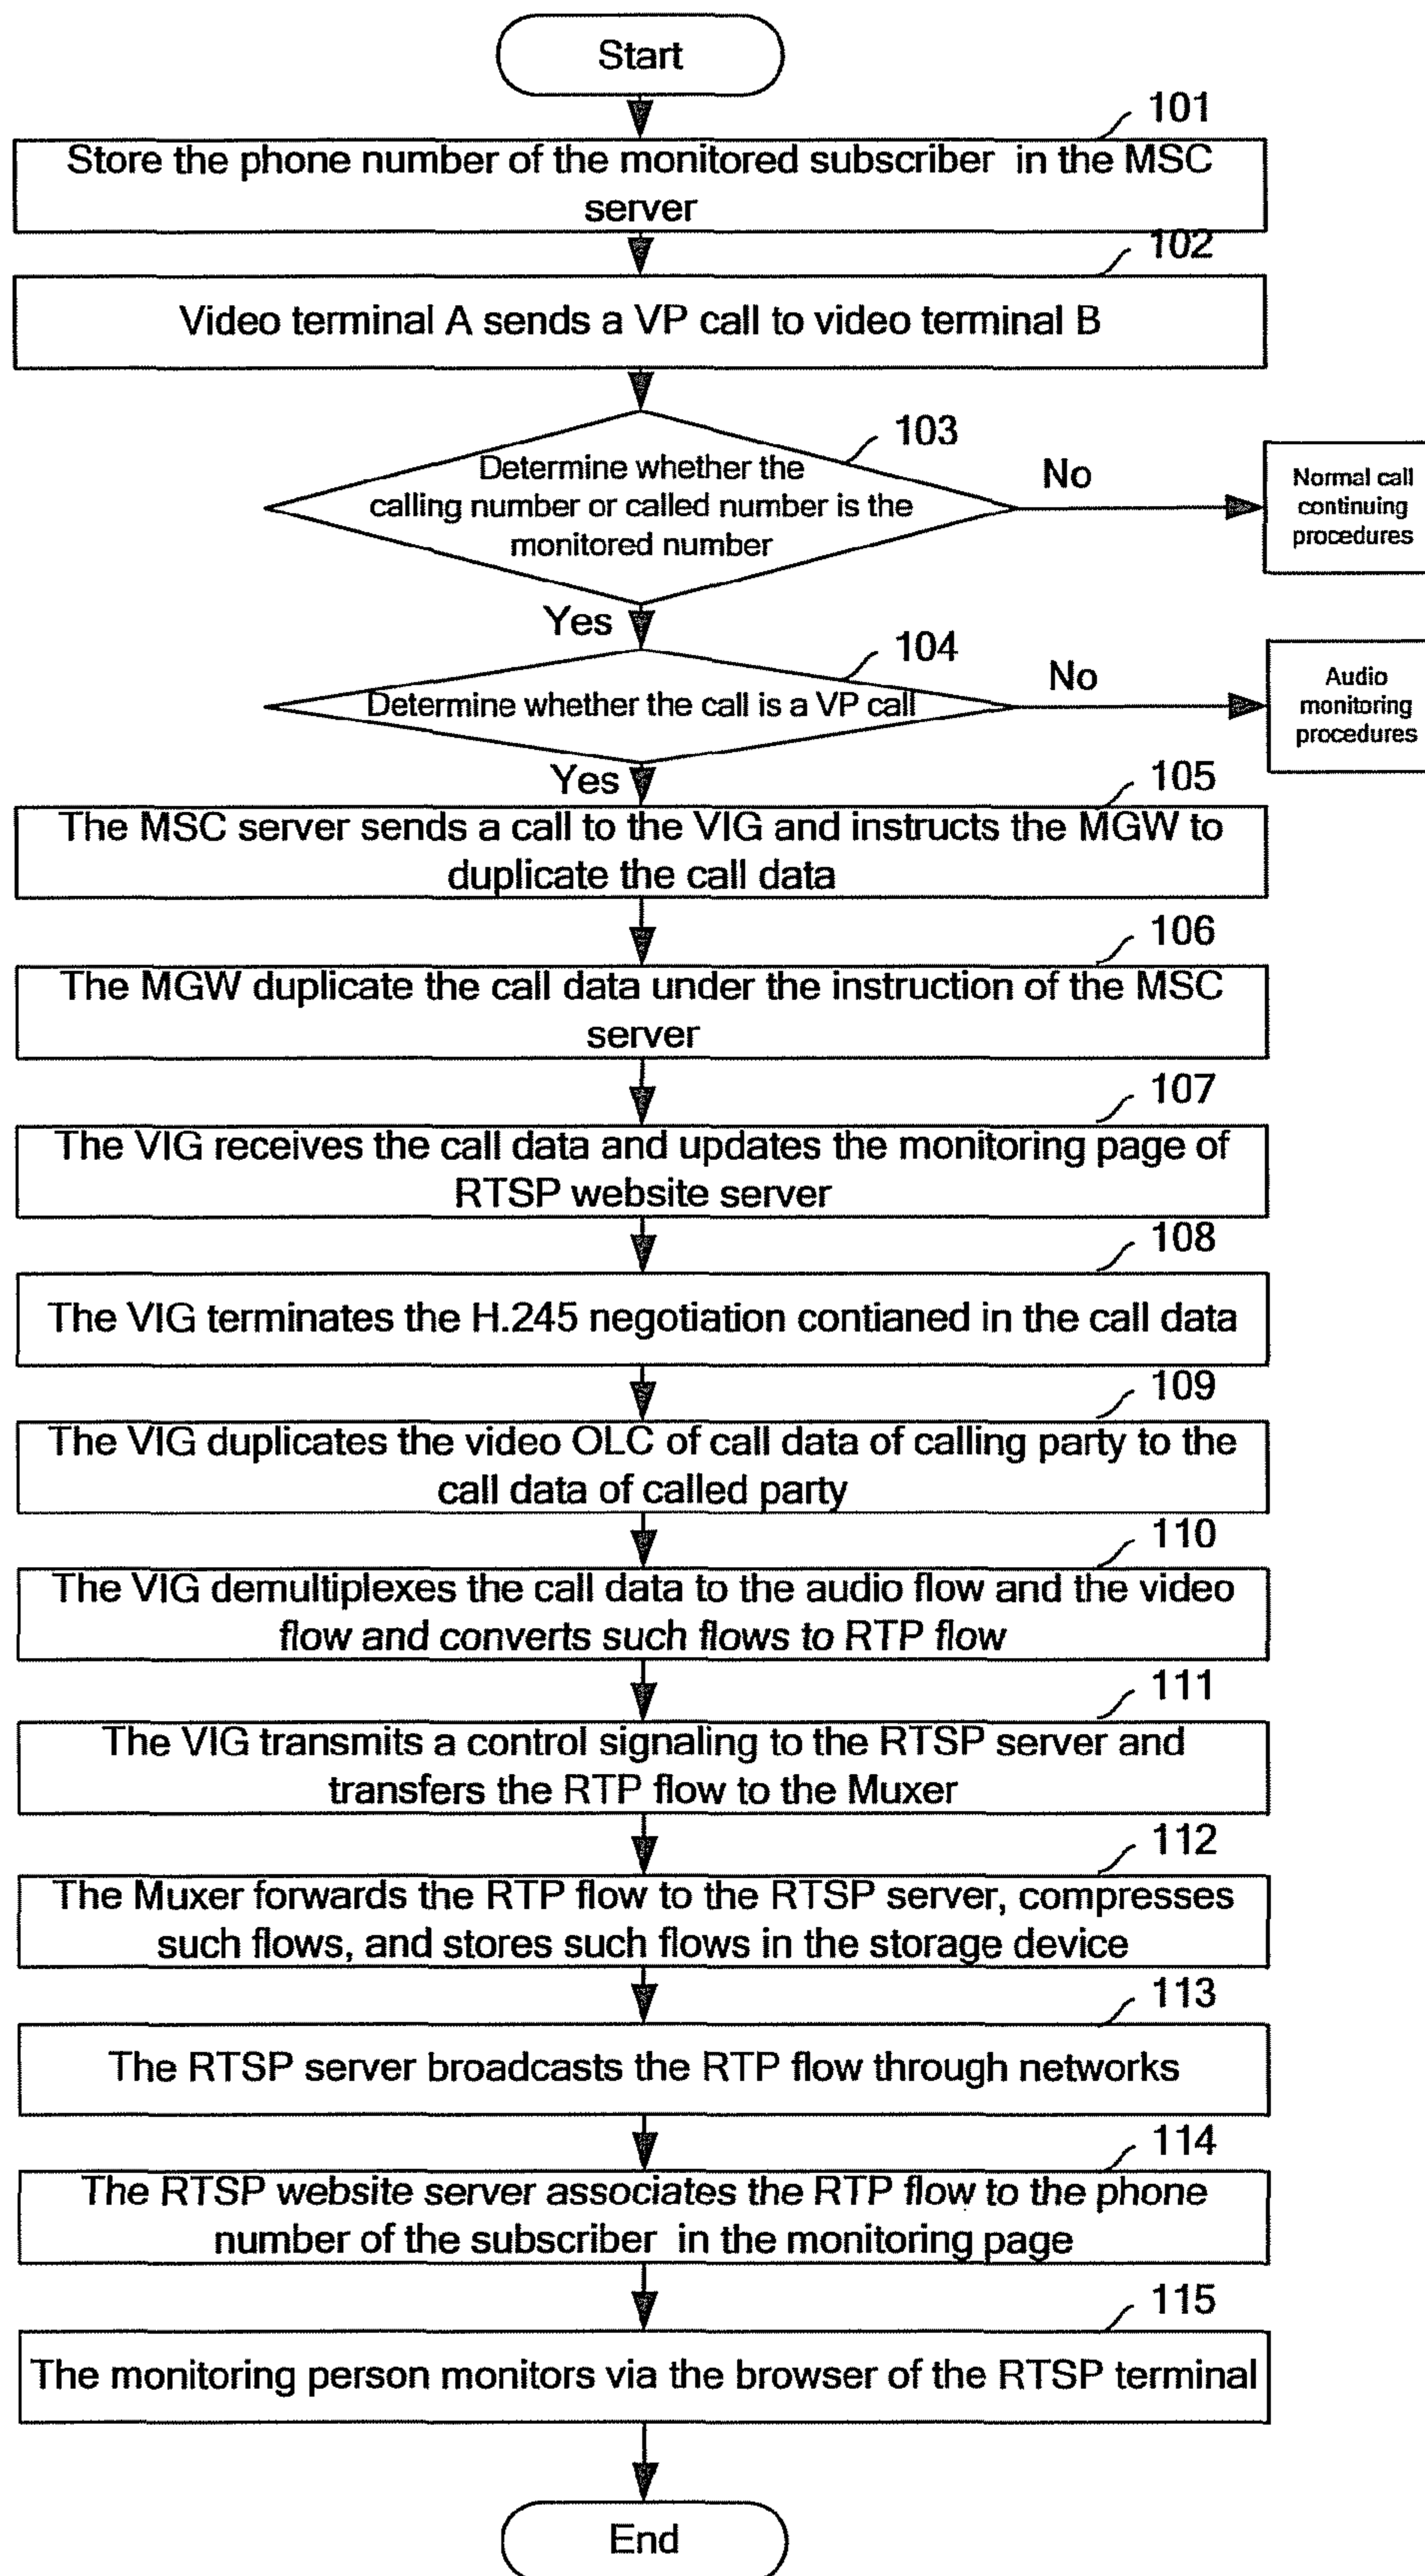 Start
101
Store the phone number of the monitored subscriber in the MSC
server
102
Video terminal A sends a VP call to video terminal B
103
Determine whether the
calling number or called number is the
monitored number
No
Normal call
continuing
procedures
Yes
104
Determine whether the call is a VP call
No
Audio
monitoring
procedures
Yes
105
The MSC server sends a call to the VIG and instructs the MGW to
duplicate the call data
106
The MGW duplicate the call data under the instruction of the MSC
server
107
The VIG receives the call data and updates the monitoring page of
RTSP website server
108
The VIG terminates the H.245 negotiation contianed in the call data
109
The VIG duplicates the video OLC of call data of calling party to the
call data of called party
110
The VIG demultiplexes the call data to the audio flow and the video
flow and converts such flows to RTP flow
111
The VIG transmits a control signaling to the RTSP server and
transfers the RTP flow to the Muxer
112
The Muxer forwards the RTP flow to the RTSP server, compresses
such flows, and stores such flows in the storage device
113
The RTSP server broadcasts the RTP flow through networks
114
The RTSP website server associates the RTP flow to the phone
number of the subscriber in the monitoring page
115
The monitoring person monitors via the browser of the RTSP terminal
End